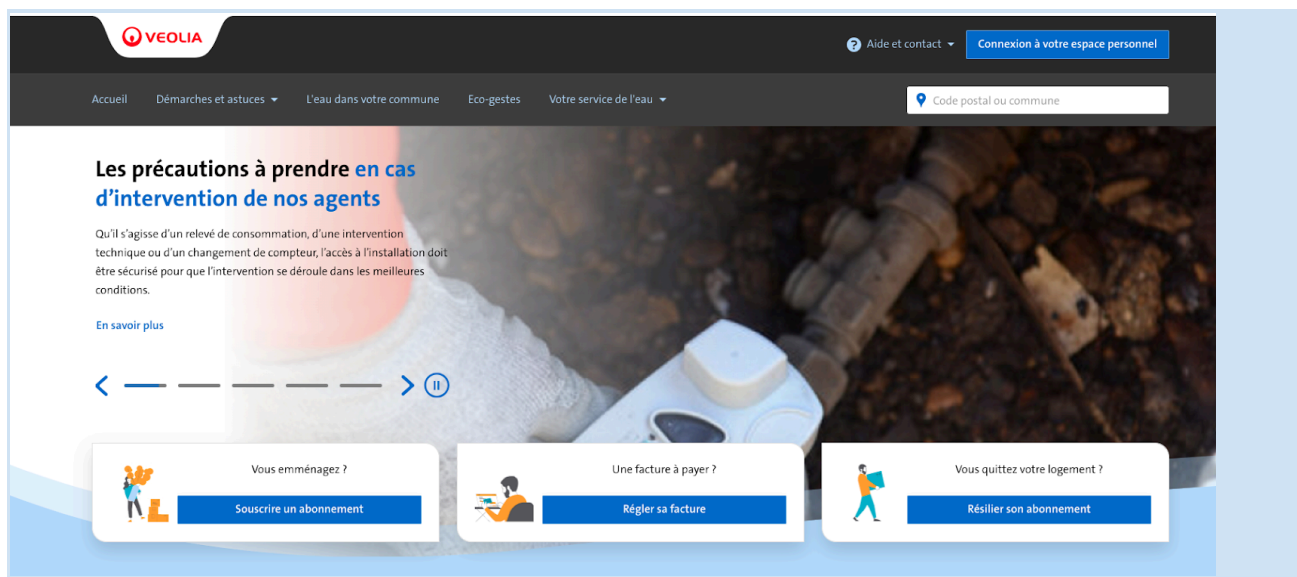 VEOLIA
Aide et contact
Connexion à votre espace personnel
Accueil
Démarches et astuces
L'eau dans votre commune
Eco-gestes
Votre service de l'eau
Code postal ou commune
Les précautions à prendre en cas
d’intervention de nos agents
Qu’il s’agisse d’un relevé de consommation, d’une intervention
technique ou d’un changement de compteur, l’accès à l’installation doit
être sécurisé pour que l’intervention se déroule dans les meilleures
conditions.
En savoir plus
Vous emménagez ?
Souscrire un abonnement
Une facture à payer ?
Régler sa facture
Vous quittez votre logement ?
Résilier son abonnement